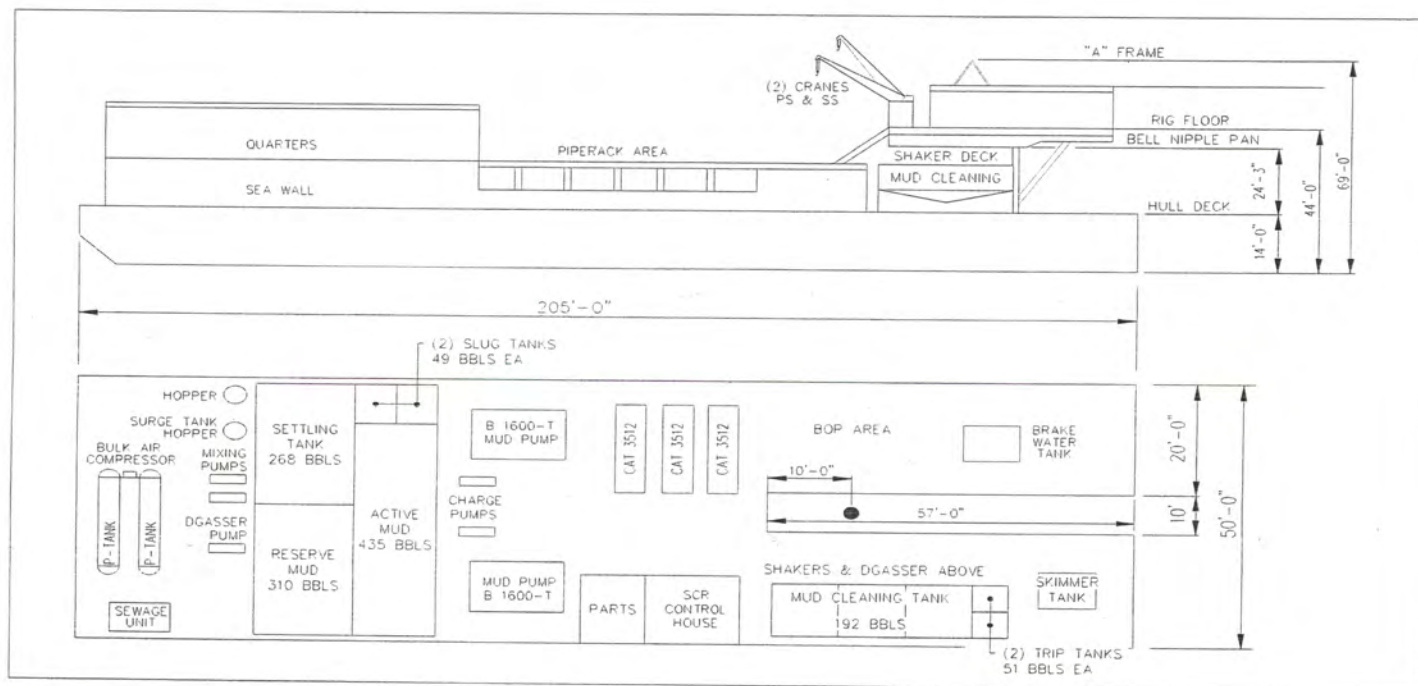 "A" FRAME
(2) CRANES
PS & SS
RIG FLOOR
BELL NIPPLE PAN
QUARTERS
PIPERACK AREA
SHAKER DECK
MUD CLEANING
SEA WALL
HULL DECK
24'-3"
14'-0"
44'-0"
69'-0"
205'-0"
(2) SLUG TANKS
49 BBLS EA
HOPPER
SURGE TANK
HOPPER
BULK AIR
COMPRESSOR
MIXING
PUMPS
P-TANK
P-TANK
DGASSER
PUMP
SEWAGE
UNIT
SETTLING
TANK
268 BBLS
RESERVE
MUD
310 BBLS
ACTIVE
MUD
435 BBLS
B 1600-T
MUD PUMP
CHARGE
PUMPS
MUD PUMP
B 1600-T
CAT 3512
CAT 3512
CAT 3512
PARTS
SCR
CONTROL
HOUSE
BOP AREA
BRAKE
WATER
TANK
10'-0"
57'-0"
20'-0"
10'
50'-0"
SHAKERS & DGASSER ABOVE
MUD CLEANING TANK
192 BBLS
SKIMMER
TANK
(2) TRIP TANKS
51 BBLS EA